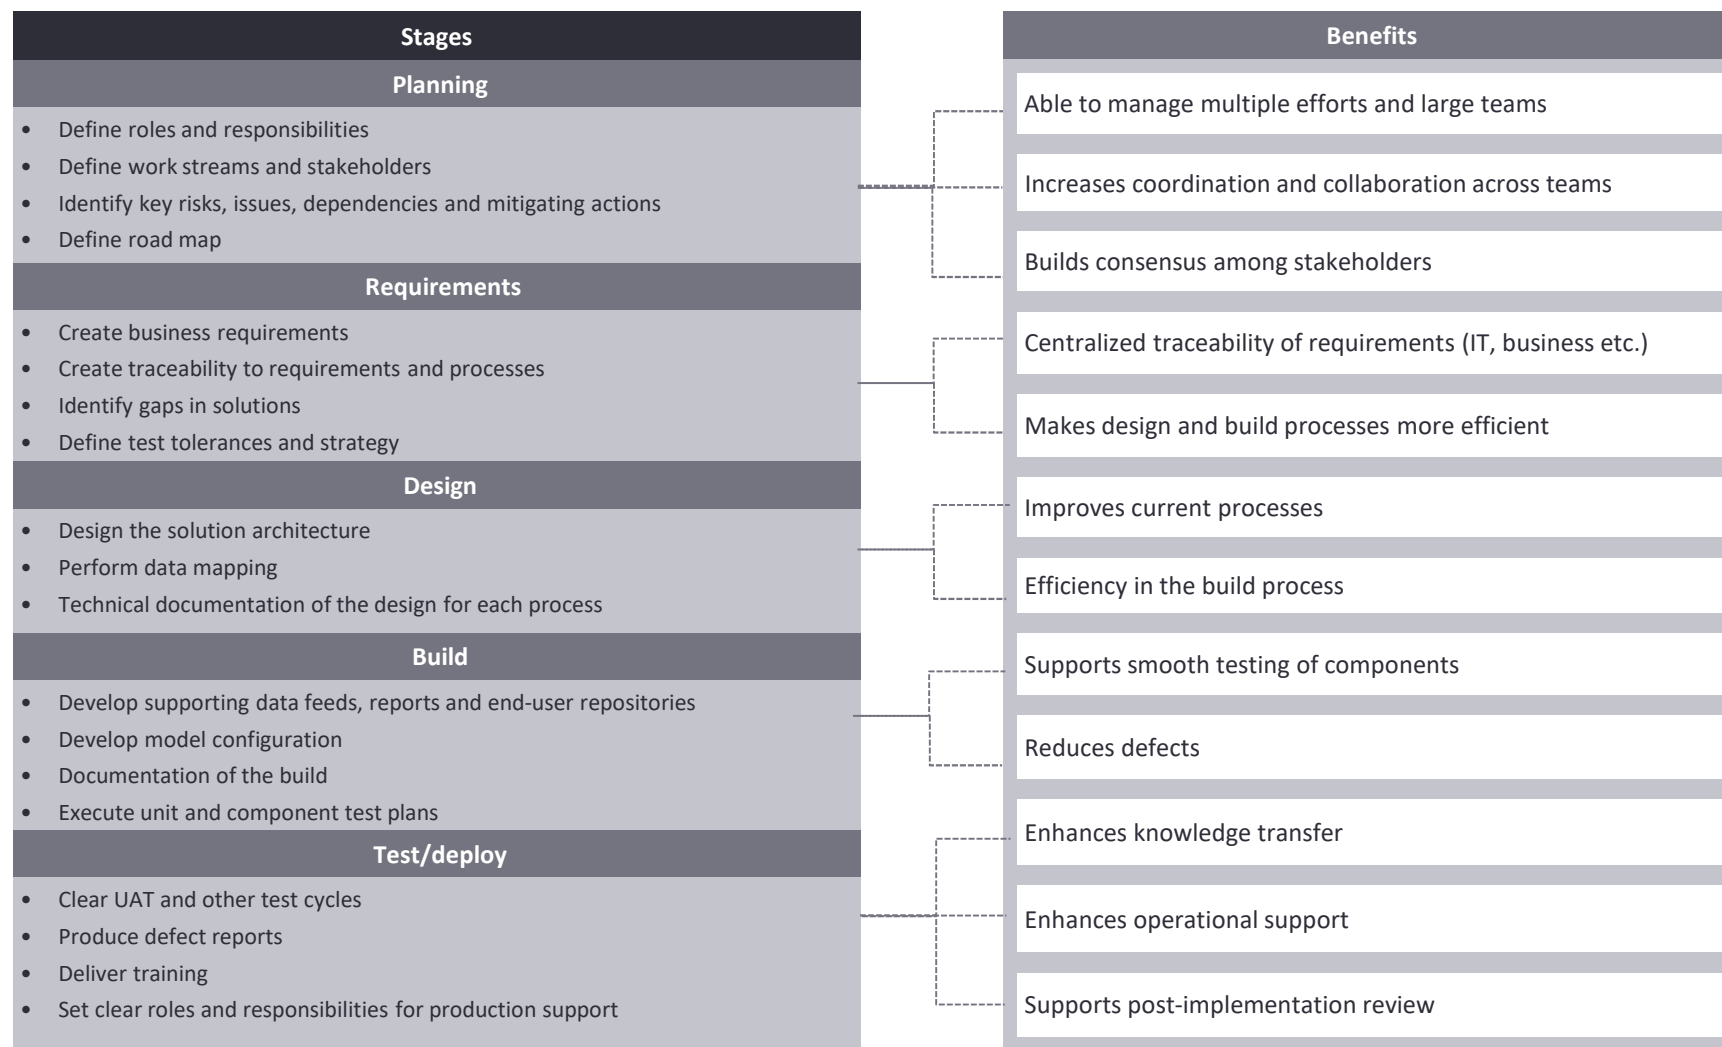 Stages
Planning
• Define roles and responsibilities
• Define work streams and stakeholders
• Identify key risks, issues, dependencies and mitigating actions
• Define road map
Requirements
• Create business requirements
• Create traceability to requirements and processes
• Identify gaps in solutions
• Define test tolerances and strategy
Design
• Design the solution architecture
• Perform data mapping
• Technical documentation of the design for each process
Build
• Develop supporting data feeds, reports and end-user repositories
• Develop model configuration
• Documentation of the build
• Execute unit and component test plans
Test/deploy
• Clear UAT and other test cycles
• Produce defect reports
• Deliver training
• Set clear roles and responsibilities for production support
Benefits
Able to manage multiple efforts and large teams
Increases coordination and collaboration across teams
Builds consensus among stakeholders
Centralized traceability of requirements (IT, business etc.)
Makes design and build processes more efficient
Improves current processes
Efficiency in the build process
Supports smooth testing of components
Reduces defects
Enhances knowledge transfer
Enhances operational support
Supports post-implementation review